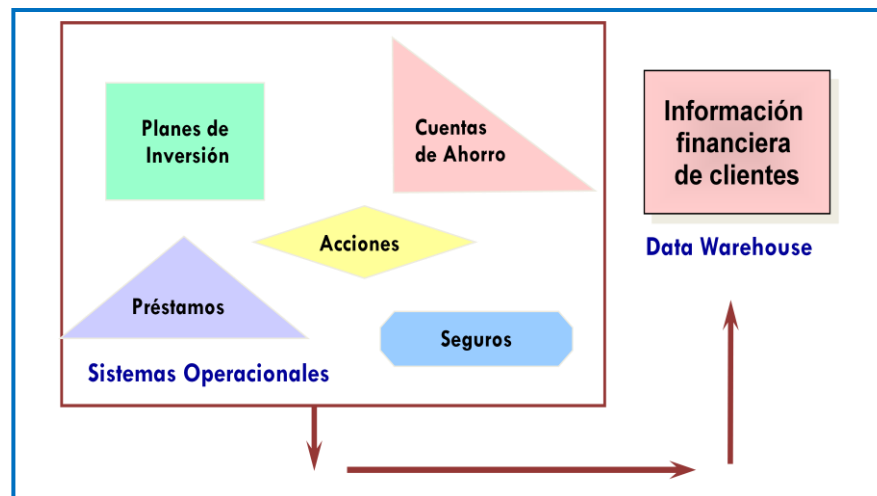 Planes de
Inversión
Cuentas
de Ahorro
Acciones
Préstamos
Seguros
Sistemas Operacionales
Información
financiera
de clientes
Data Warehouse